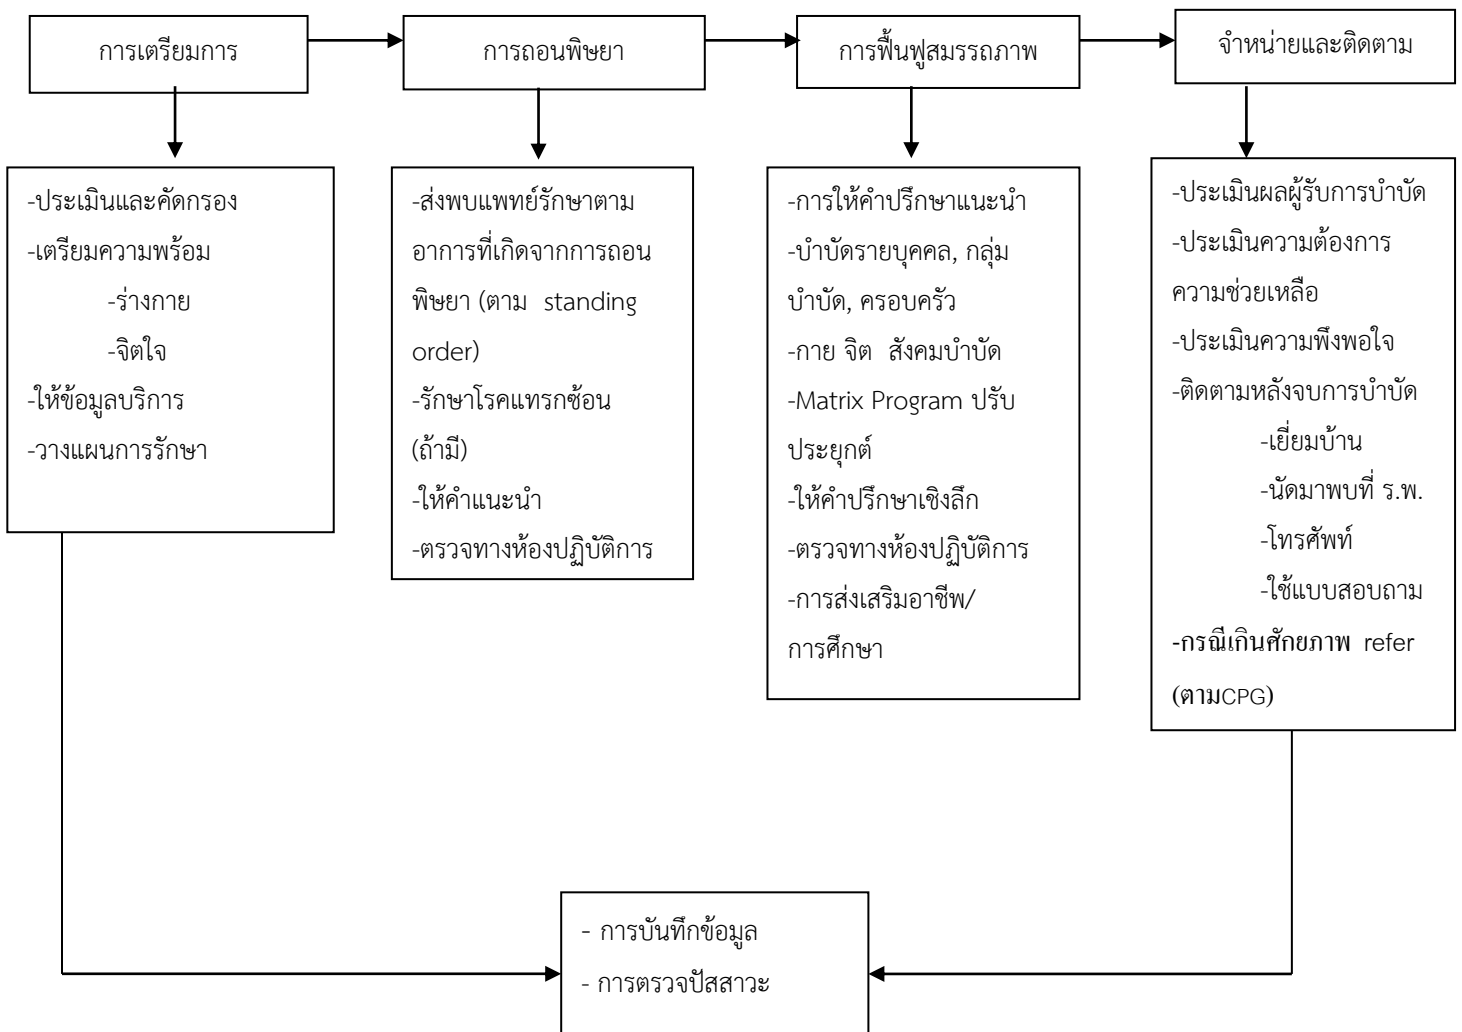 การเตรียมการ
การถอนพิษยา
การฟื้นฟูสมรรถภาพ
จำหน่ายและติดตาม
-ประเมินและคัดกรอง
-เตรียมความพร้อม
-ร่างกาย
-จิตใจ
-ให้ข้อมูลบริการ
-วางแผนการรักษา
-ส่งพบแพทย์รักษาตาม
อาการที่เกิดจากการถอน
พิษยา (ตาม standing
order)
-รักษาโรคแทรกซ้อน
(ถ้ามี)
-ให้คำแนะนำ
-ตรวจทางห้องปฏิบัติการ
-การให้คำปรึกษาแนะนำ
-บำบัดรายบุคคล, กลุ่ม
บำบัด, ครอบครัว
-กาย จิต สังคมบำบัด
-Matrix Program ปรับ
ประยุกต์
-ให้คำปรึกษาเชิงลึก
-ตรวจทางห้องปฏิบัติการ
-การส่งเสริมอาชีพ/
การศึกษา
-ประเมินผลผู้รับการบำบัด
-ประเมินความต้องการ
ความช่วยเหลือ
-ประเมินความพึงพอใจ
-ติดตามหลังจบการบำบัด
-เยี่ยมบ้าน
-นัดมาพบที่ ร.พ.
-โทรศัพท์
-ใช้แบบสอบถาม
-กรณีเกินศักยภาพ refer
(ตามCPG)
- การบันทึกข้อมูล
- การตรวจปัสสาวะ